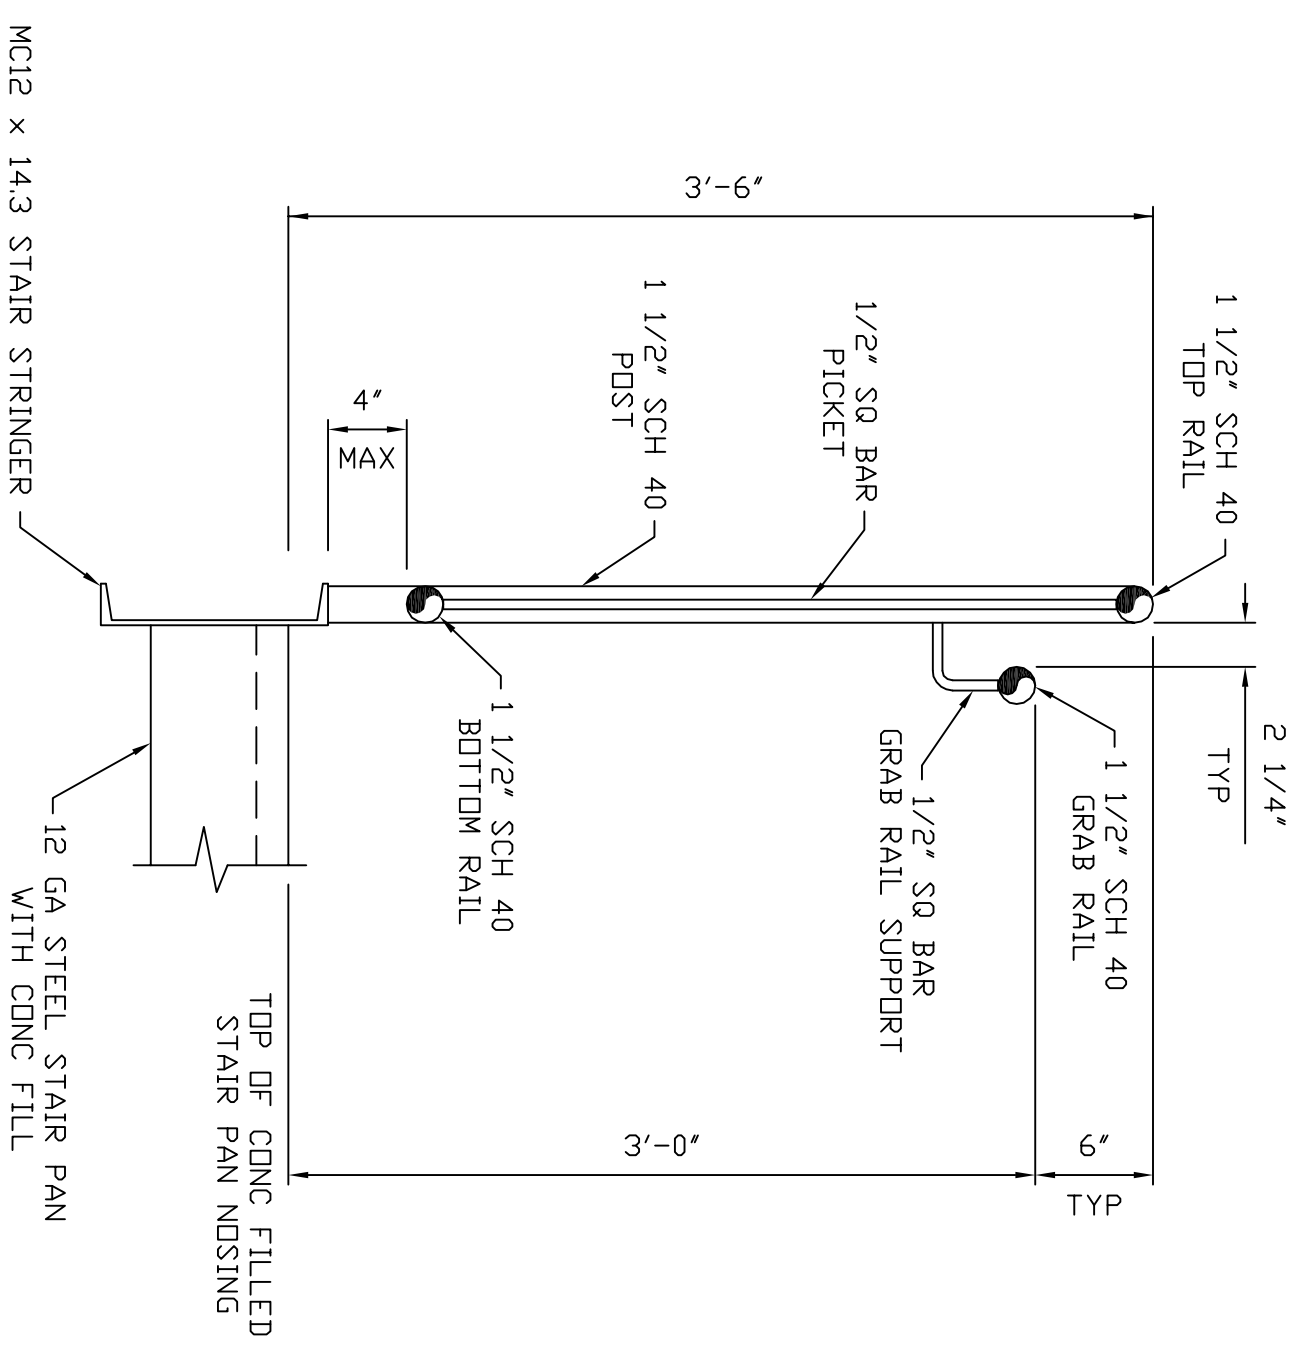 1 1/2" SCH 40
TOP RAIL
2 1/4"
TYP
1 1/2" SCH 40
GRAB RAIL
6"
TYP
1/2" SQ BAR
PICKET
1/2" SQ BAR
GRAB RAIL SUPPORT
3'-6"
1 1/2" SCH 40
POST
3'-0"
1 1/2" SCH 40
BOTTOM RAIL
4"
MAX
TOP OF CONC FILLED
STAIR PAN NOSING
MC12 x 14.3 STAIR STRINGER
12 GA STEEL STAIR PAN
WITH CONC FILL